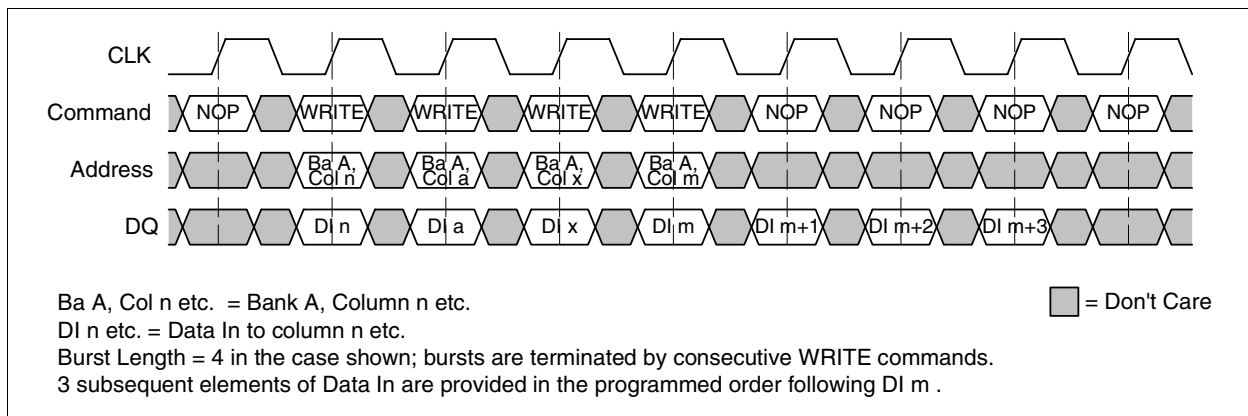 CLK
Command NOP WRITE WRITE WRITE WRITE NOP NOP NOP NOP
Address Ba A, Col n Ba A, Col a Ba A, Col x Ba A, Col m
DQ DI n DI a DI x DI m DI m+1 DI m+2 DI m+3
Ba A, Col n etc. = Bank A, Column n etc.
= Don't Care
DI n etc. = Data In to column n etc.
Burst Length = 4 in the case shown; bursts are terminated by consecutive WRITE commands.
3 subsequent elements of Data In are provided in the programmed order following DI m .